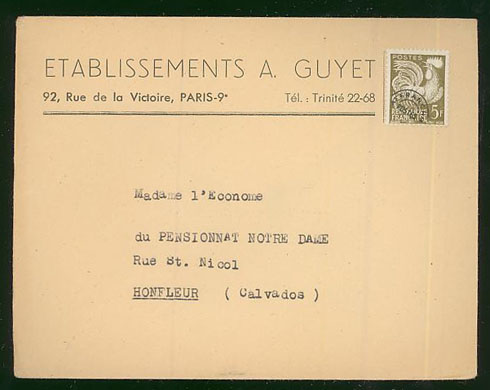 ETABLISSEMENTS A. GUYET
92, Rue de la Victoire, PARIS-9e
Tél. : Trinité 22-68
POSTES
5F
FRANÇAISE
Madame l'Econome
du PENSIONNAT NOTRE DAME
Rue St. Nicol
HONFLEUR ( Calvados )